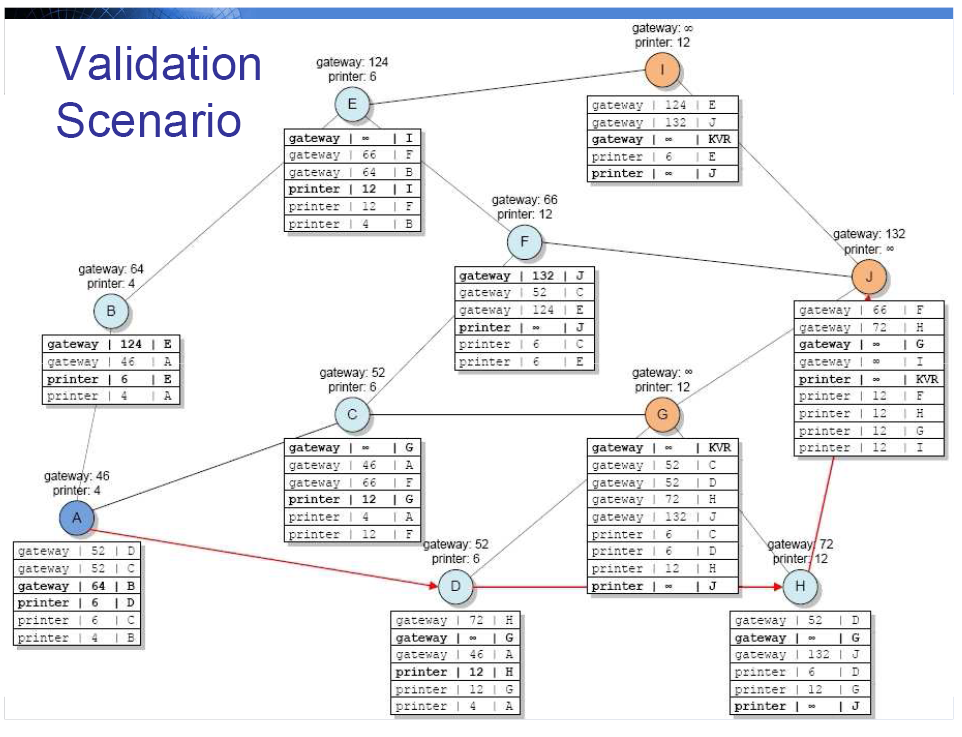 Validation
Scenario
gateway: ∞
printer: 12
I
gateway | 124 | E
gateway | 132 | J
gateway | ∞ | KVR
printer | 6 | E
printer | ∞ | J
gateway: 124
printer: 6
E
gateway | ∞ | I
gateway | 66 | F
gateway | 64 | B
printer | 12 | I
printer | 12 | F
printer | 4 | B
gateway: 66
printer: 12
F
gateway | 132 | J
gateway | 52 | C
gateway | 124 | E
printer | ∞ | J
printer | 6 | C
printer | 6 | E
gateway: 132
printer: ∞
J
gateway | 66 | F
gateway | 72 | H
gateway | ∞ | G
gateway | ∞ | I
printer | ∞ | KVR
printer | 12 | F
printer | 12 | H
printer | 12 | G
printer | 12 | I
gateway: 64
printer: 4
B
gateway | 124 | E
gateway | 46 | A
printer | 6 | E
printer | 4 | A
gateway: 52
printer: 6
C
gateway | ∞ | G
gateway | 46 | A
gateway | 66 | F
printer | 12 | G
printer | 4 | A
printer | 12 | F
gateway: ∞
printer: 12
G
gateway | ∞ | KVR
gateway | 52 | C
gateway | 52 | D
gateway | 72 | H
gateway | 132 | J
printer | 6 | C
printer | 6 | D
printer | 12 | H
printer | ∞ | J
gateway: 46
printer: 4
A
gateway | 52 | D
gateway | 52 | C
gateway | 64 | B
printer | 6 | D
printer | 6 | C
printer | 4 | B
gateway: 52
printer: 6
D
gateway | 72 | H
gateway | ∞ | G
gateway | 46 | A
printer | 12 | H
printer | 12 | G
printer | 4 | A
gateway: 72
printer: 12
H
gateway | 52 | D
gateway | ∞ | G
gateway | 132 | J
printer | 6 | D
printer | 12 | G
printer | ∞ | J